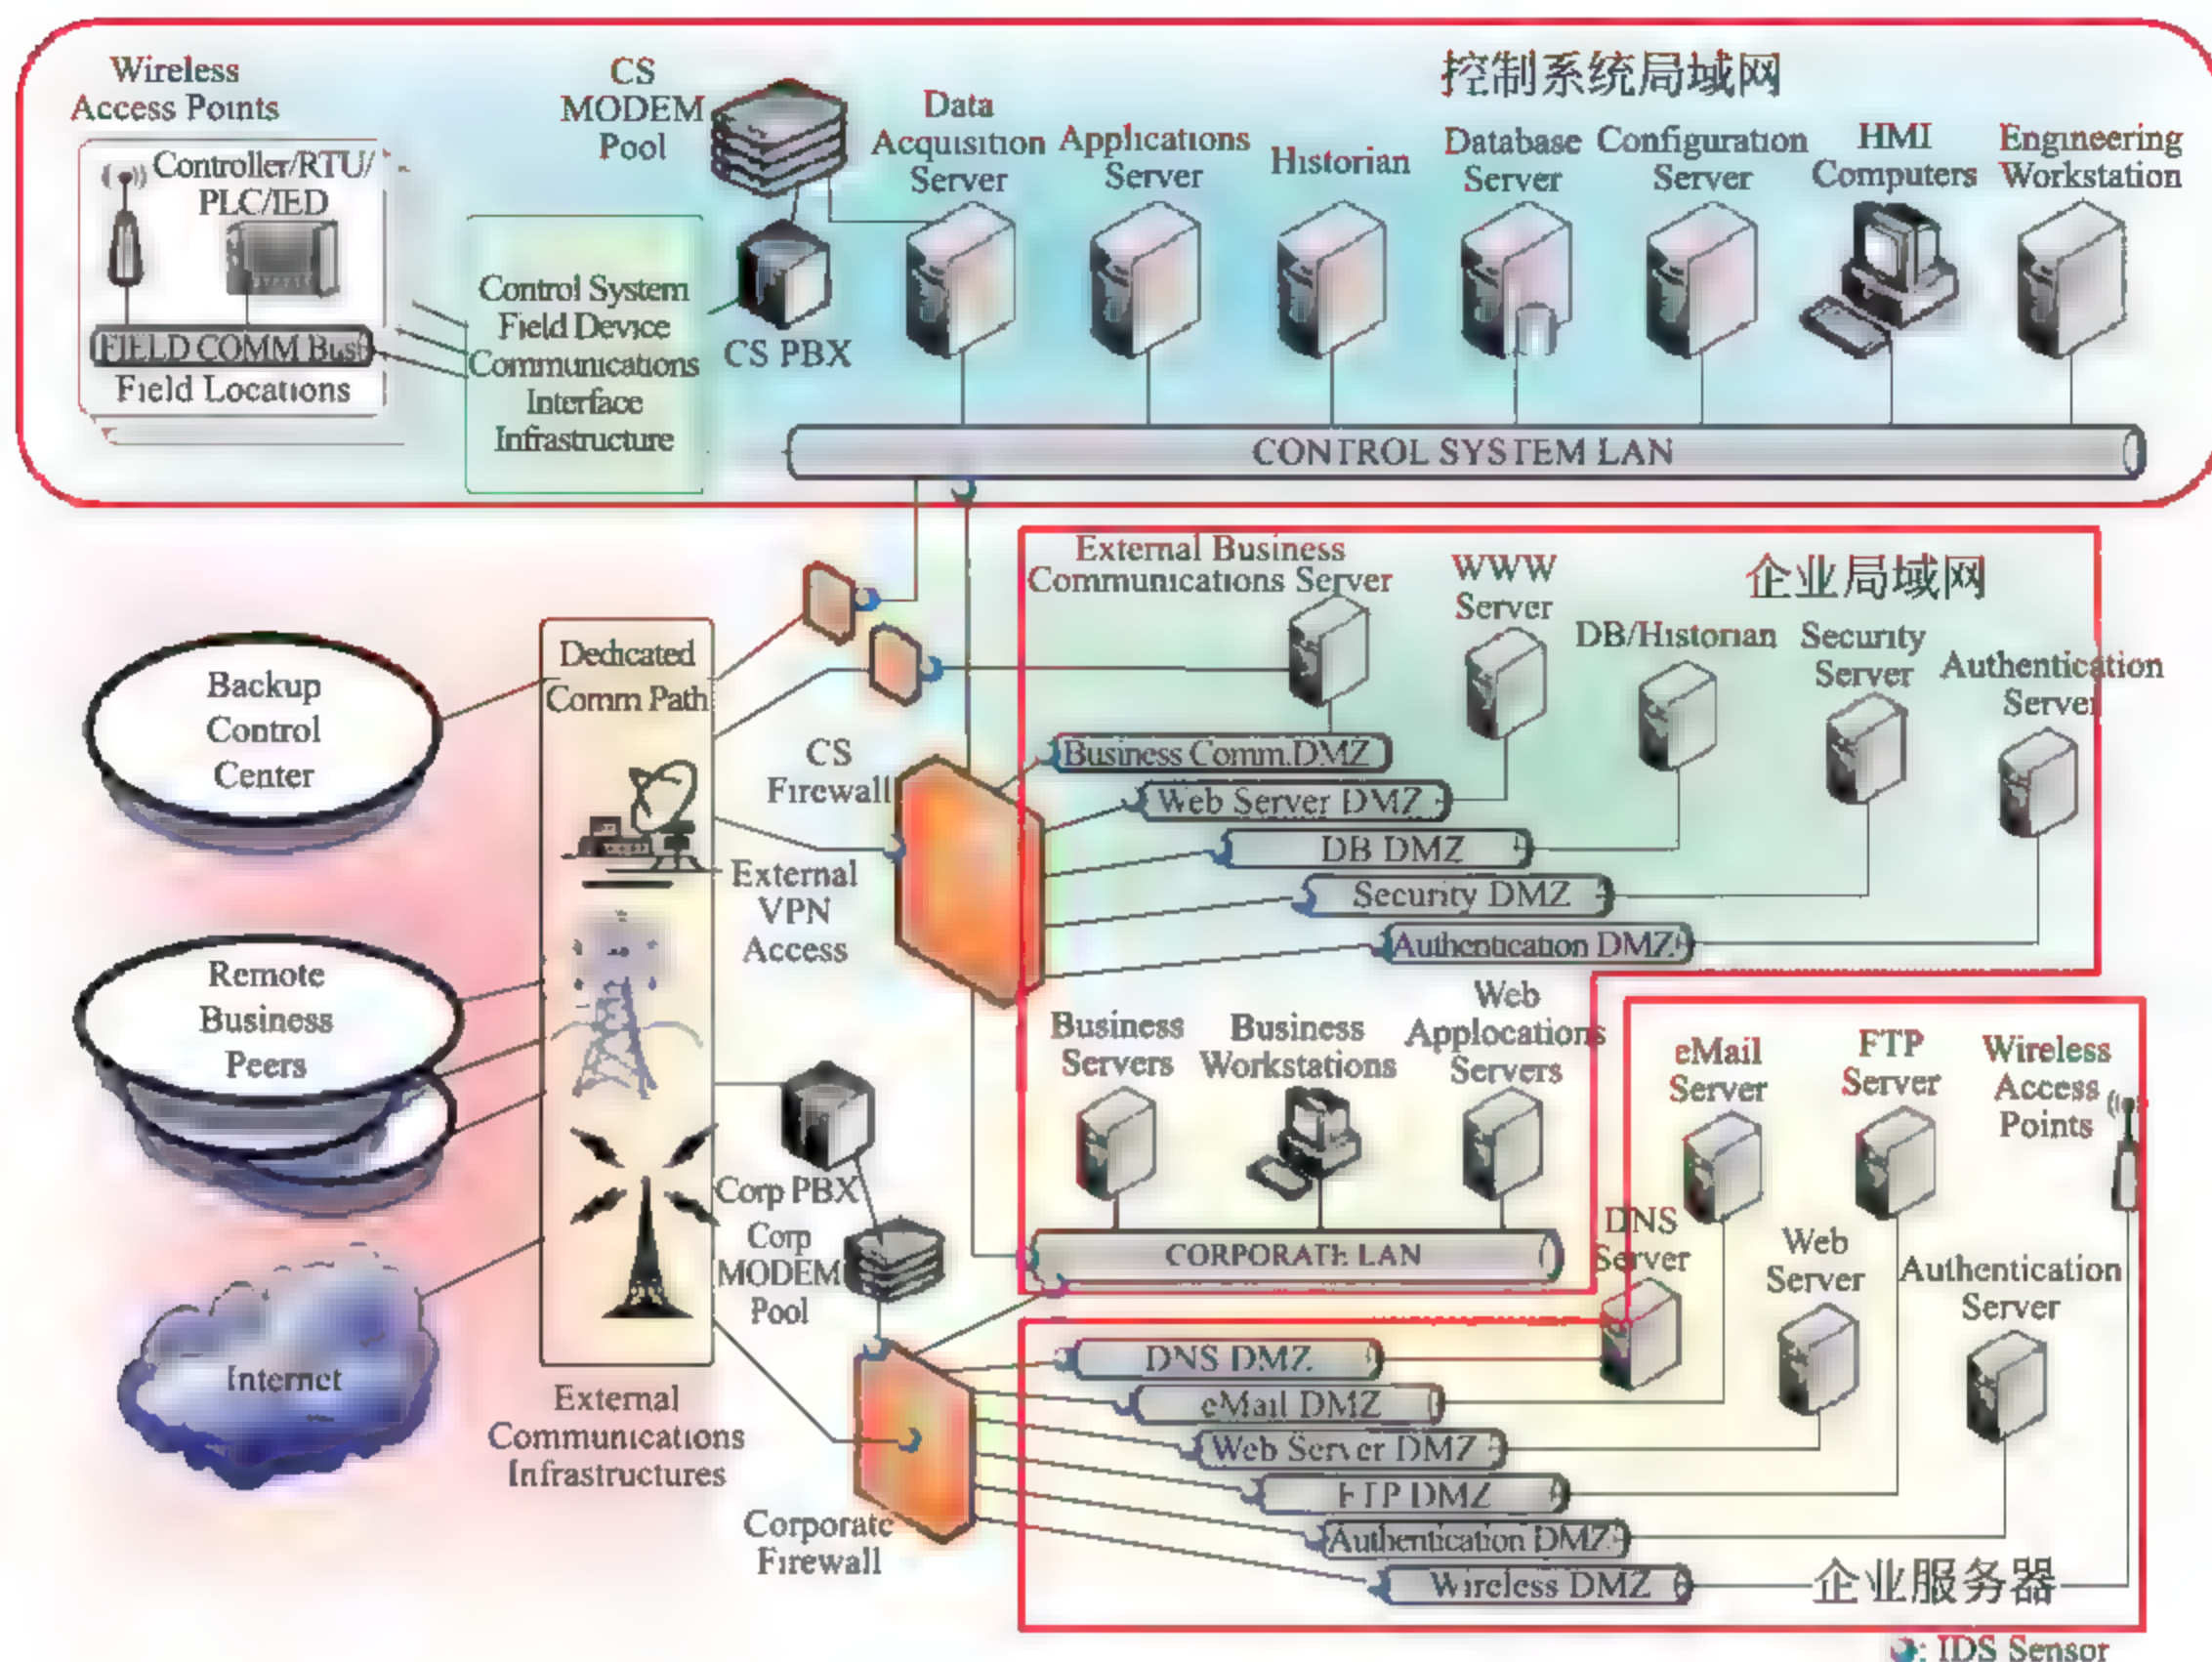 控制系统局域网
Wireless
Access Points
Controller/RTU/
PLC/IED
FIELD COMM Bus
Field Locations
Control System
Field Device
Communications
Interface
Infrastructure
CS
MODEM
Pool
CS PBX
Data
Acquisition
Server
Applications
Server
Historian
Database
Server
Configuration
Server
HMI
Computers
Engineering
Workstation
CONTROL SYSTEM LAN
Backup
Control
Center
Remote
Business
Peers
Internet
Dedicated
Comm Path
External
Communications
Infrastructures
CS
Firewall
External
VPN
Access
Corp PBX
Corp
MODEM
Pool
Corporate
Firewall
企业局域网
External Business
Communications Server
WWW
Server
DB/Historian
Security
Server
Authentication
Server
Business Comm.DMZ
Web Server DMZ
DB DMZ
Security DMZ
Authentication DMZ
Business
Servers
Business
Workstations
Web
Applocations
Servers
CORPORATE LAN
eMail
Server
FTP
Server
Wireless
Access
Points
DNS
Server
Web
Server
Authentication
Server
DNS DMZ
eMail DMZ
Web Server DMZ
FTP DMZ
Authentication DMZ
Wireless DMZ
企业服务器
: IDS Sensor